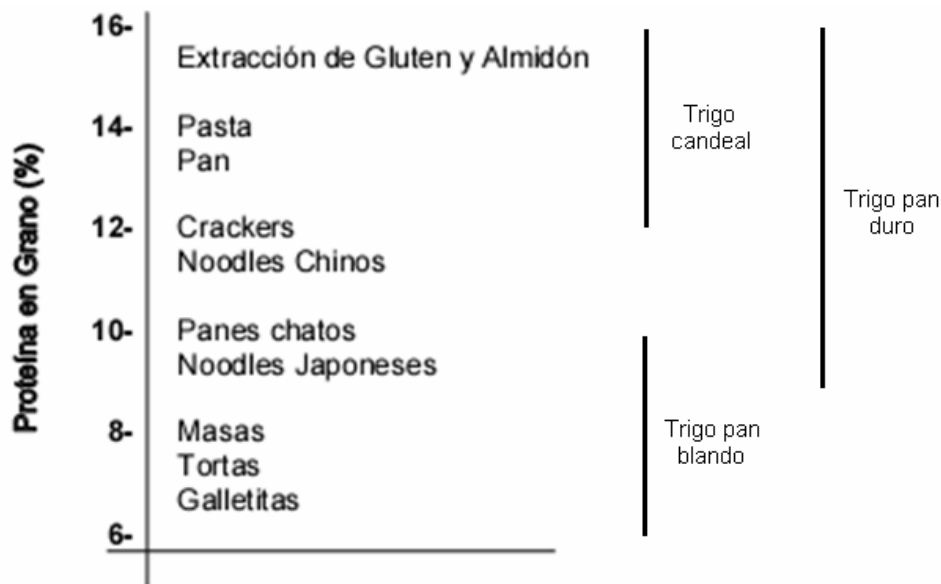 Proteína en Grano (%)
16-
Extracción de Gluten y Almidón
14-
Pasta
Pan
12-
Crackers
Noodles Chinos
10-
Panes chatos
Noodles Japoneses
8-
Masas
Tortas
Galletitas
6-
Trigo
candeal
Trigo pan
blando
Trigo pan
duro